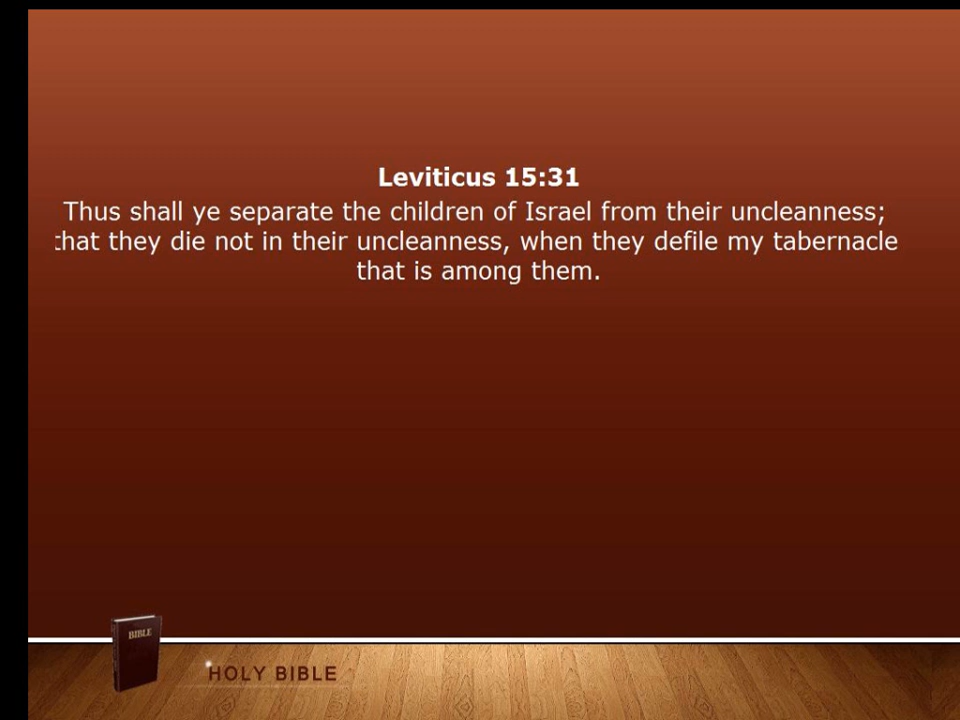 Leviticus 15:31
Thus shall ye separate the children of Israel from their uncleanness;
that they die not in their uncleanness, when they defile my tabernacle
that is among them.
BIBLE
HOLY BIBLE